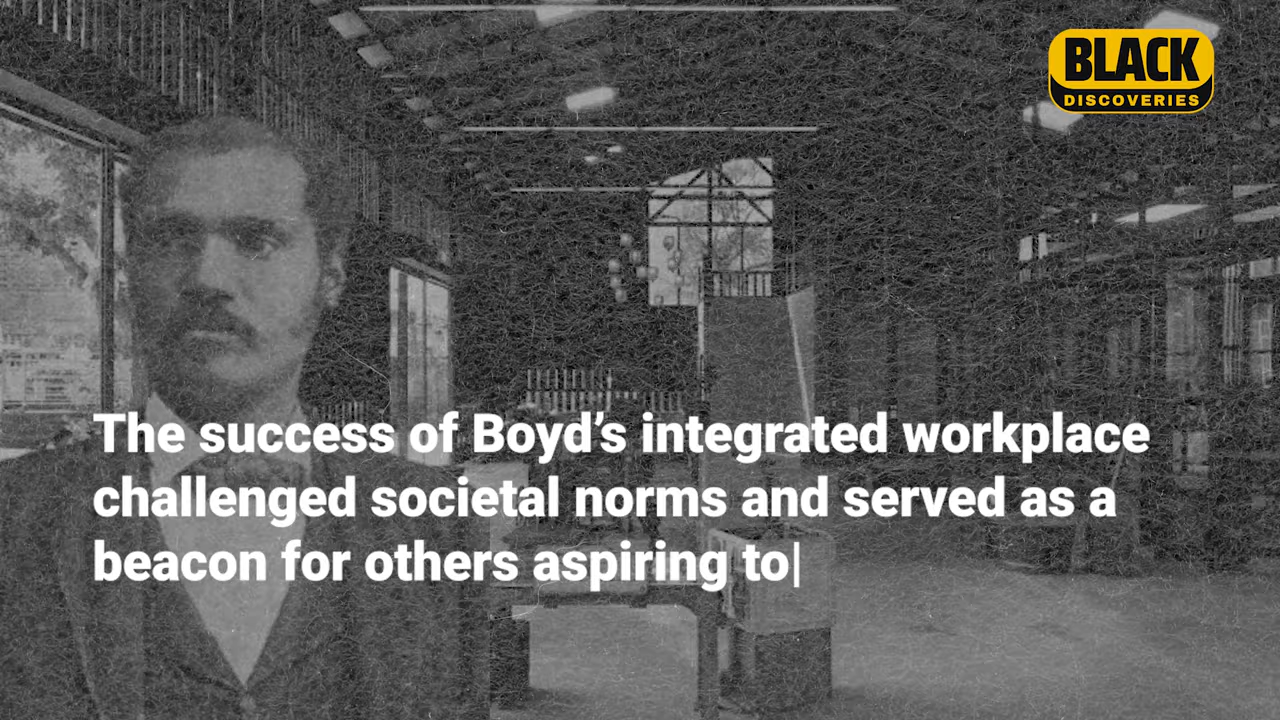 BLACK
DISCOVERIES
The success of Boyd’s integrated workplace
challenged societal norms and served as a
beacon for others aspiring to